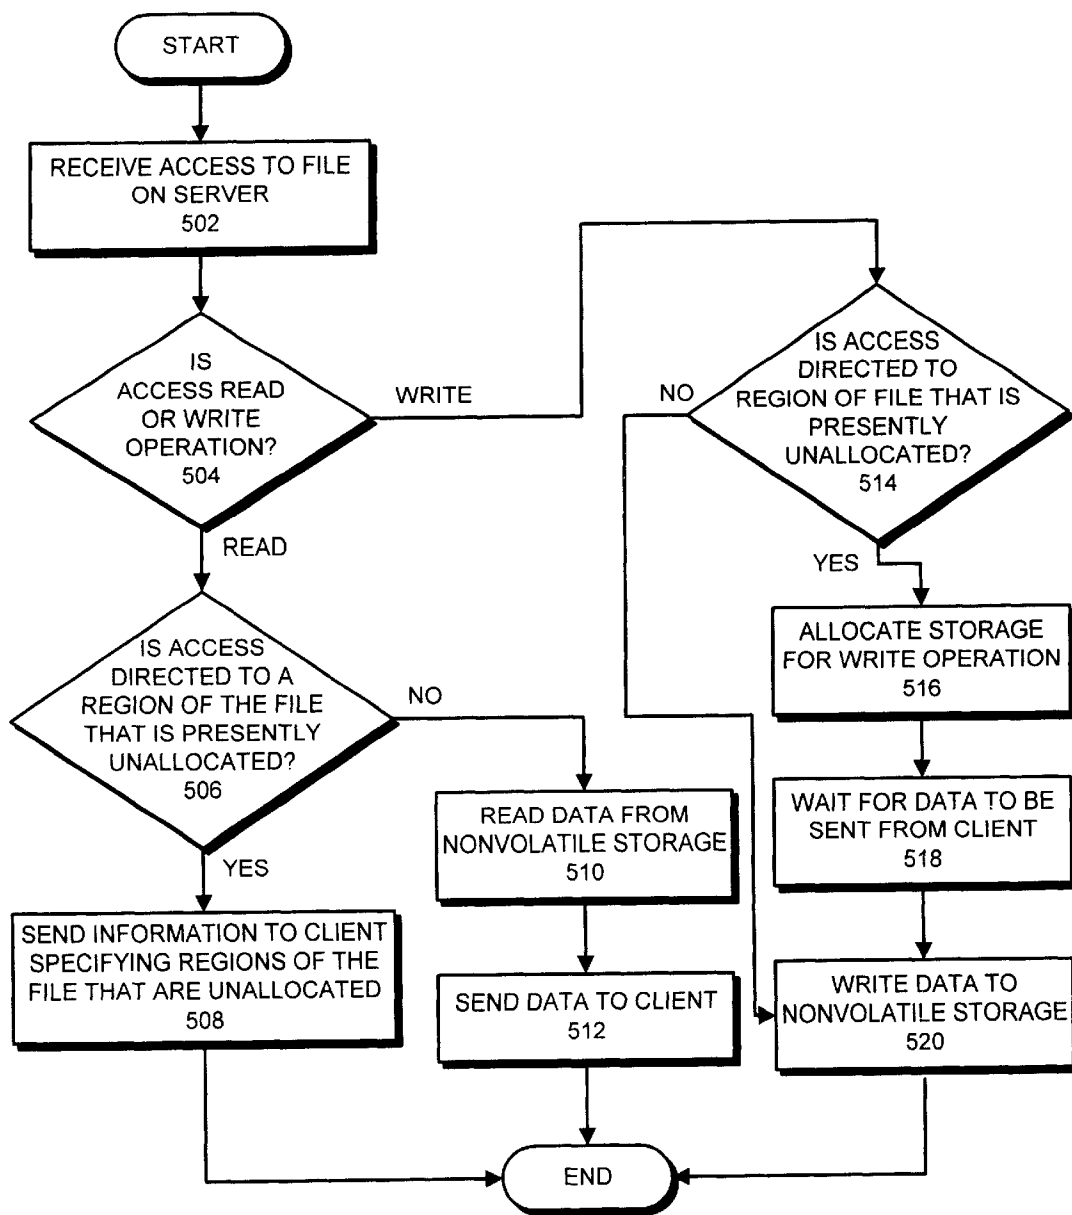 START
RECEIVE ACCESS TO FILE
ON SERVER
502
IS
ACCESS READ
OR WRITE
OPERATION?
504
WRITE
READ
IS ACCESS
DIRECTED TO A
REGION OF THE FILE
THAT IS PRESENTLY
UNALLOCATED?
506
NO
YES
SEND INFORMATION TO CLIENT
SPECIFYING REGIONS OF THE
FILE THAT ARE UNALLOCATED
508
READ DATA FROM
NONVOLATILE STORAGE
510
SEND DATA TO CLIENT
512
IS ACCESS
DIRECTED TO
REGION OF FILE THAT IS
PRESENTLY
UNALLOCATED?
514
NO
YES
ALLOCATE STORAGE
FOR WRITE OPERATION
516
WAIT FOR DATA TO BE
SENT FROM CLIENT
518
WRITE DATA TO
NONVOLATILE STORAGE
520
END